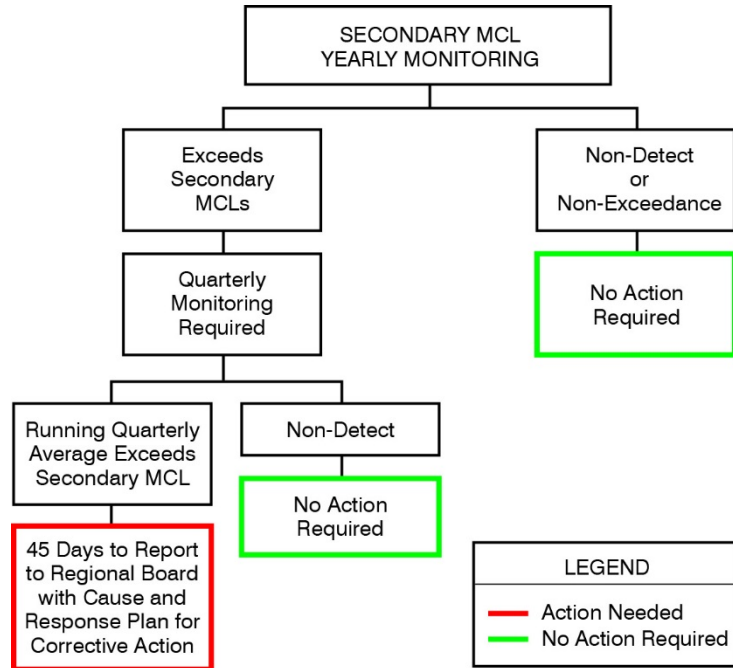 SECONDARY MCL
YEARLY MONITORING
Exceeds
Secondary
MCLs
Non-Detect
or
Non-Exceedance
Quarterly
Monitoring
Required
No Action
Required
Running Quarterly
Average Exceeds
Secondary MCL
Non-Detect
No Action
Required
45 Days to Report
to Regional Board
with Cause and
Response Plan for
Corrective Action
LEGEND
Action Needed
No Action Required